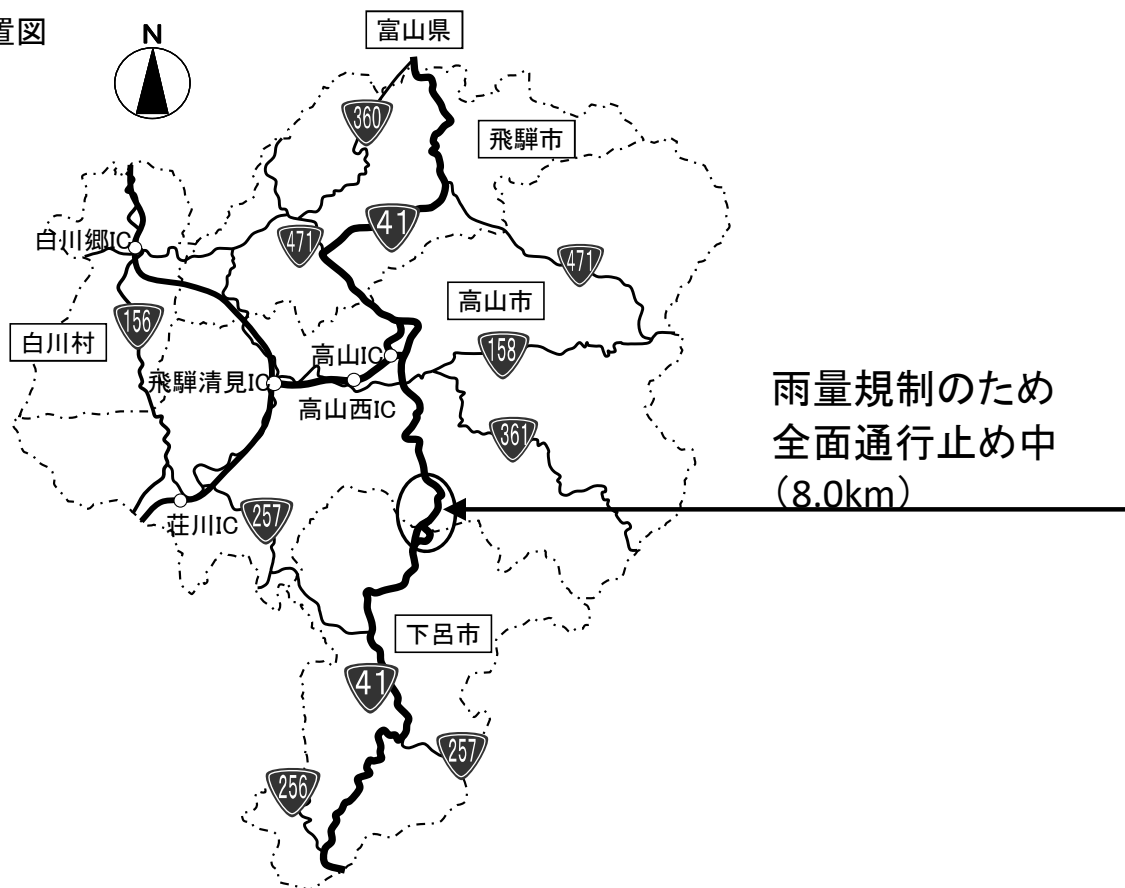 置図
N
富山県
360
飛騨市
41
471
白川郷IC
471
高山市
156
158
白川村
高山IC
飛騨清見IC
高山西IC
雨量規制のため
全面通行止め中
(8.0km)
361
荘川IC
257
下呂市
41
257
256